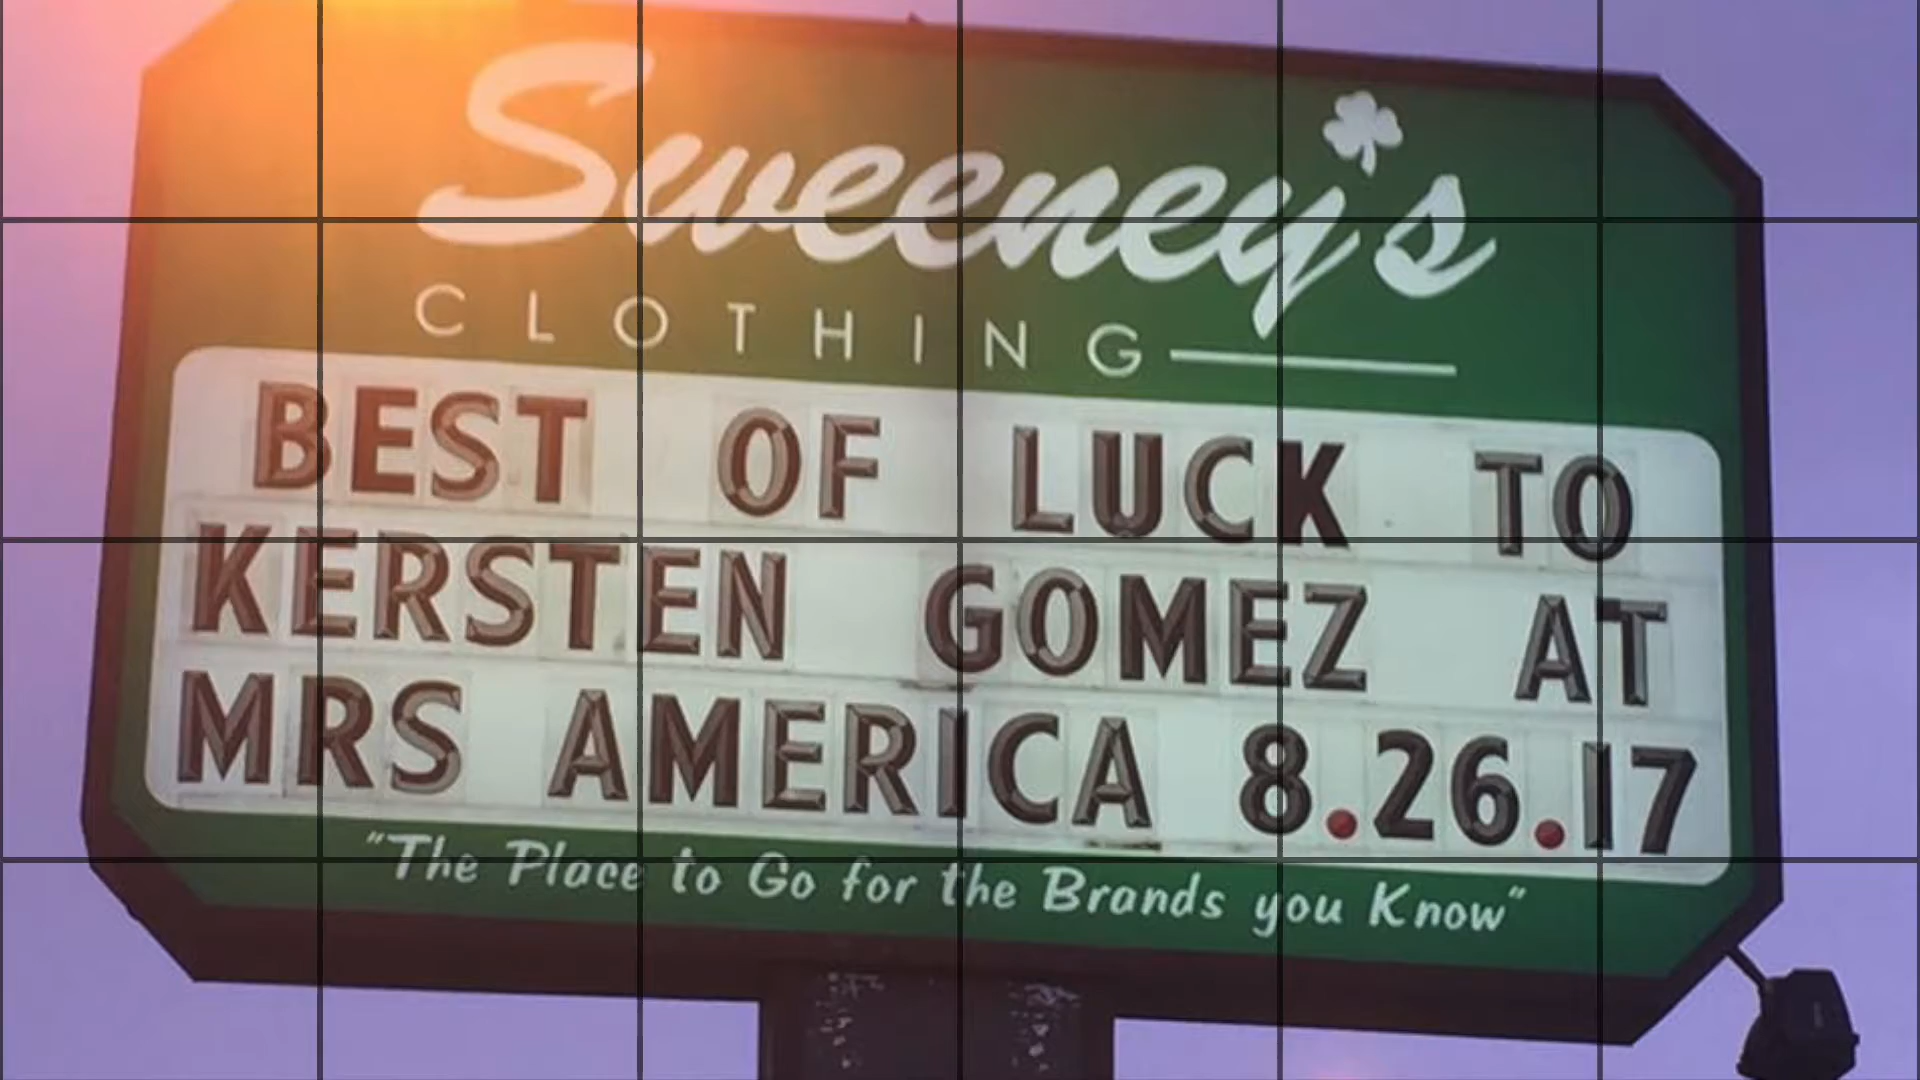 Sweeney's
CLOTHING
BEST OF LUCK TO
KERSTEN GOMEZ AT
MRS AMERICA 8.26.17
"The Place to Go for the Brands you Know"